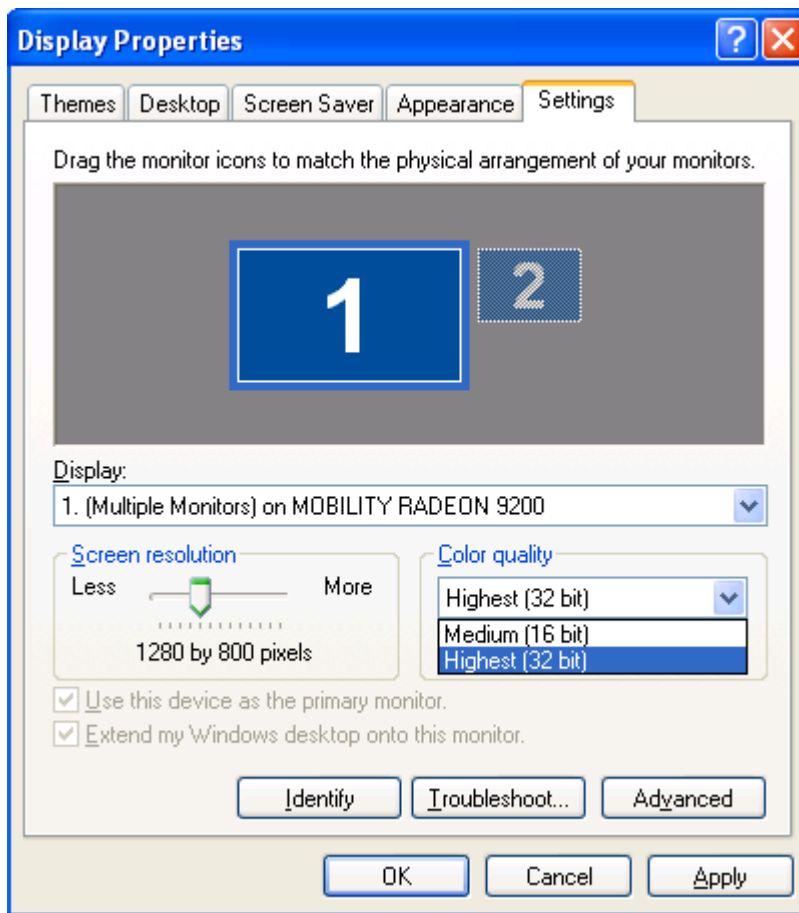 Display Properties
Themes Desktop Screen Saver Appearance Settings
Drag the monitor icons to match the physical arrangement of your monitors.
1 2
Display:
1. (Multiple Monitors) on MOBILITY RADEON 9200
Screen resolution
Less More
1280 by 800 pixels
Color quality
Highest (32 bit)
Medium (16 bit)
Highest (32 bit)
Use this device as the primary monitor.
Extend my Windows desktop onto this monitor.
Identify Troubleshoot... Advanced
OK Cancel Apply